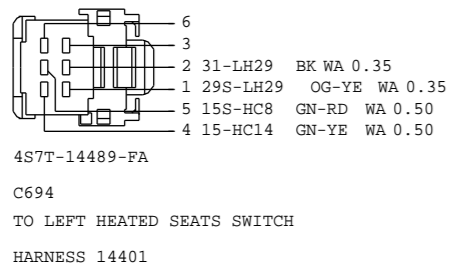 6
3
2 31-LH29 BK WA 0.35
1 29S-LH29 OG-YE WA 0.35
5 15S-HC8 GN-RD WA 0.50
4 15-HC14 GN-YE WA 0.50
4S7T-14489-FA
C694
TO LEFT HEATED SEATS SWITCH
HARNESS 14401